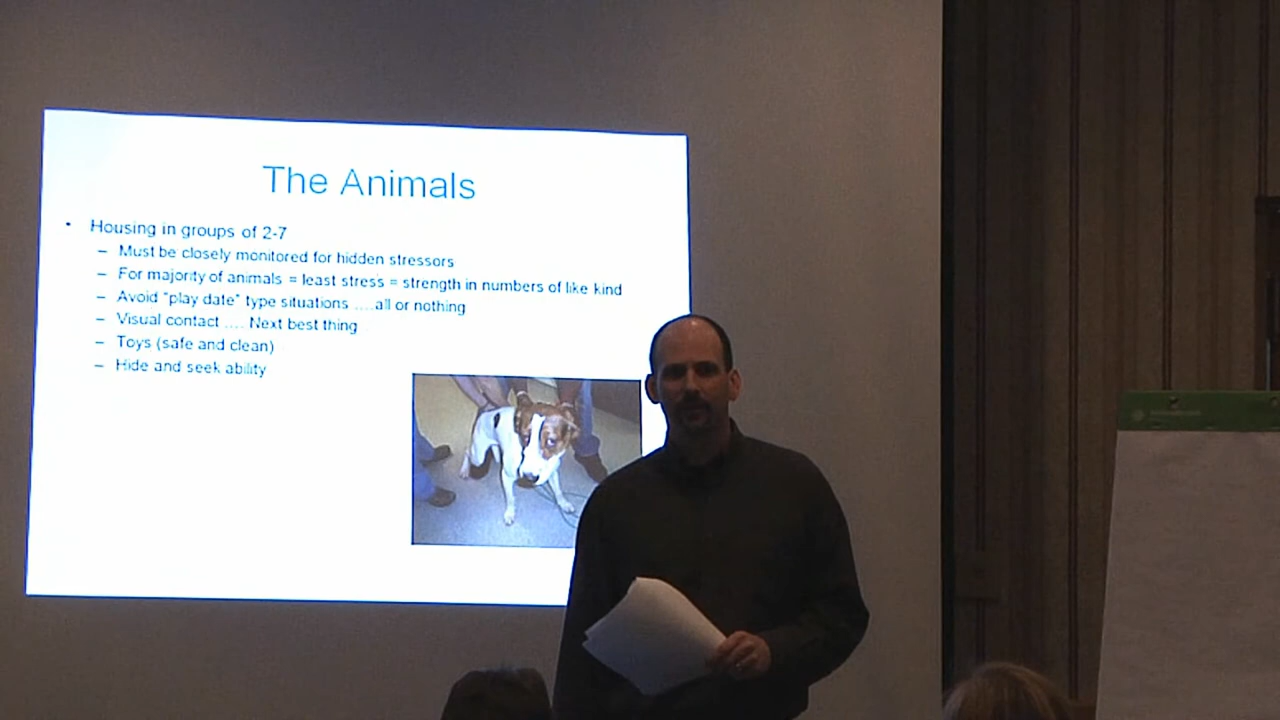 The Animals
• Housing in groups of 2-7
– Must be closely monitored for hidden stressors
– For majority of animals = least stress = strength in numbers of like kind
– Avoid "play date" type situations ....all or nothing
– Visual contact .... Next best thing
– Toys (safe and clean)
– Hide and seek ability